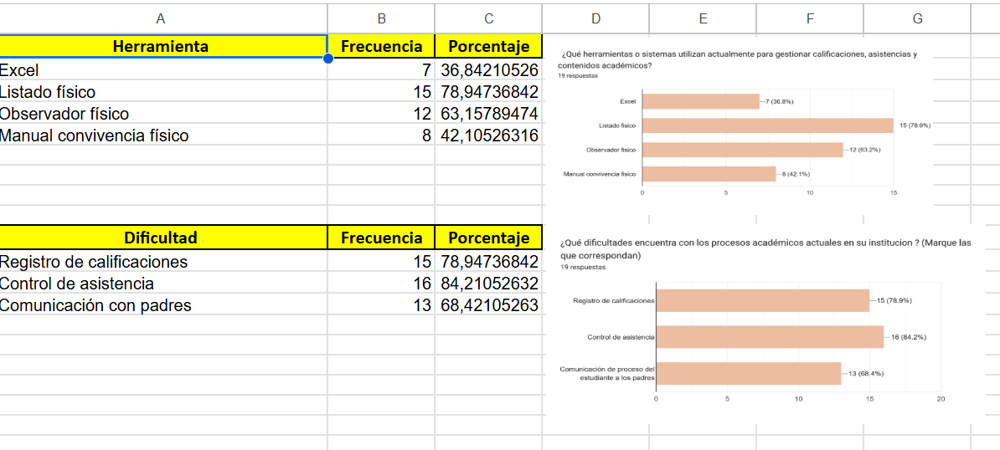 A B C D E F G
Herramienta Frecuencia Porcentaje
Excel 7 36,84210526
Listado físico 15 78,94736842
Observador físico 12 63,15789474
Manual convivencia físico 8 42,10526316
¿Qué herramientas o sistemas utilizan actualmente para gestionar calificaciones, asistencias y
contenidos académicos?
19 respuestas
Excel 7 (36.8%)
Listado fisico 15 (78.9%)
Observador fisico 12 (63.2%)
Manual convivencia fisico 8 (42.1%)
0 5 10 15
Dificultad Frecuencia Porcentaje
Registro de calificaciones 15 78,94736842
Control de asistencia 16 84,21052632
Comunicación con padres 13 68,42105263
¿Qué dificultades encuentra con los procesos académicos actuales en su institucion ? (Marque las
que correspondan)
19 respuestas
Registro de calificaciones 15 (78.9%)
Control de asistencia 16 (84.2%)
Comunicación de proceso del
estudiante a los padres 13 (68.4%)
0 5 10 15 20